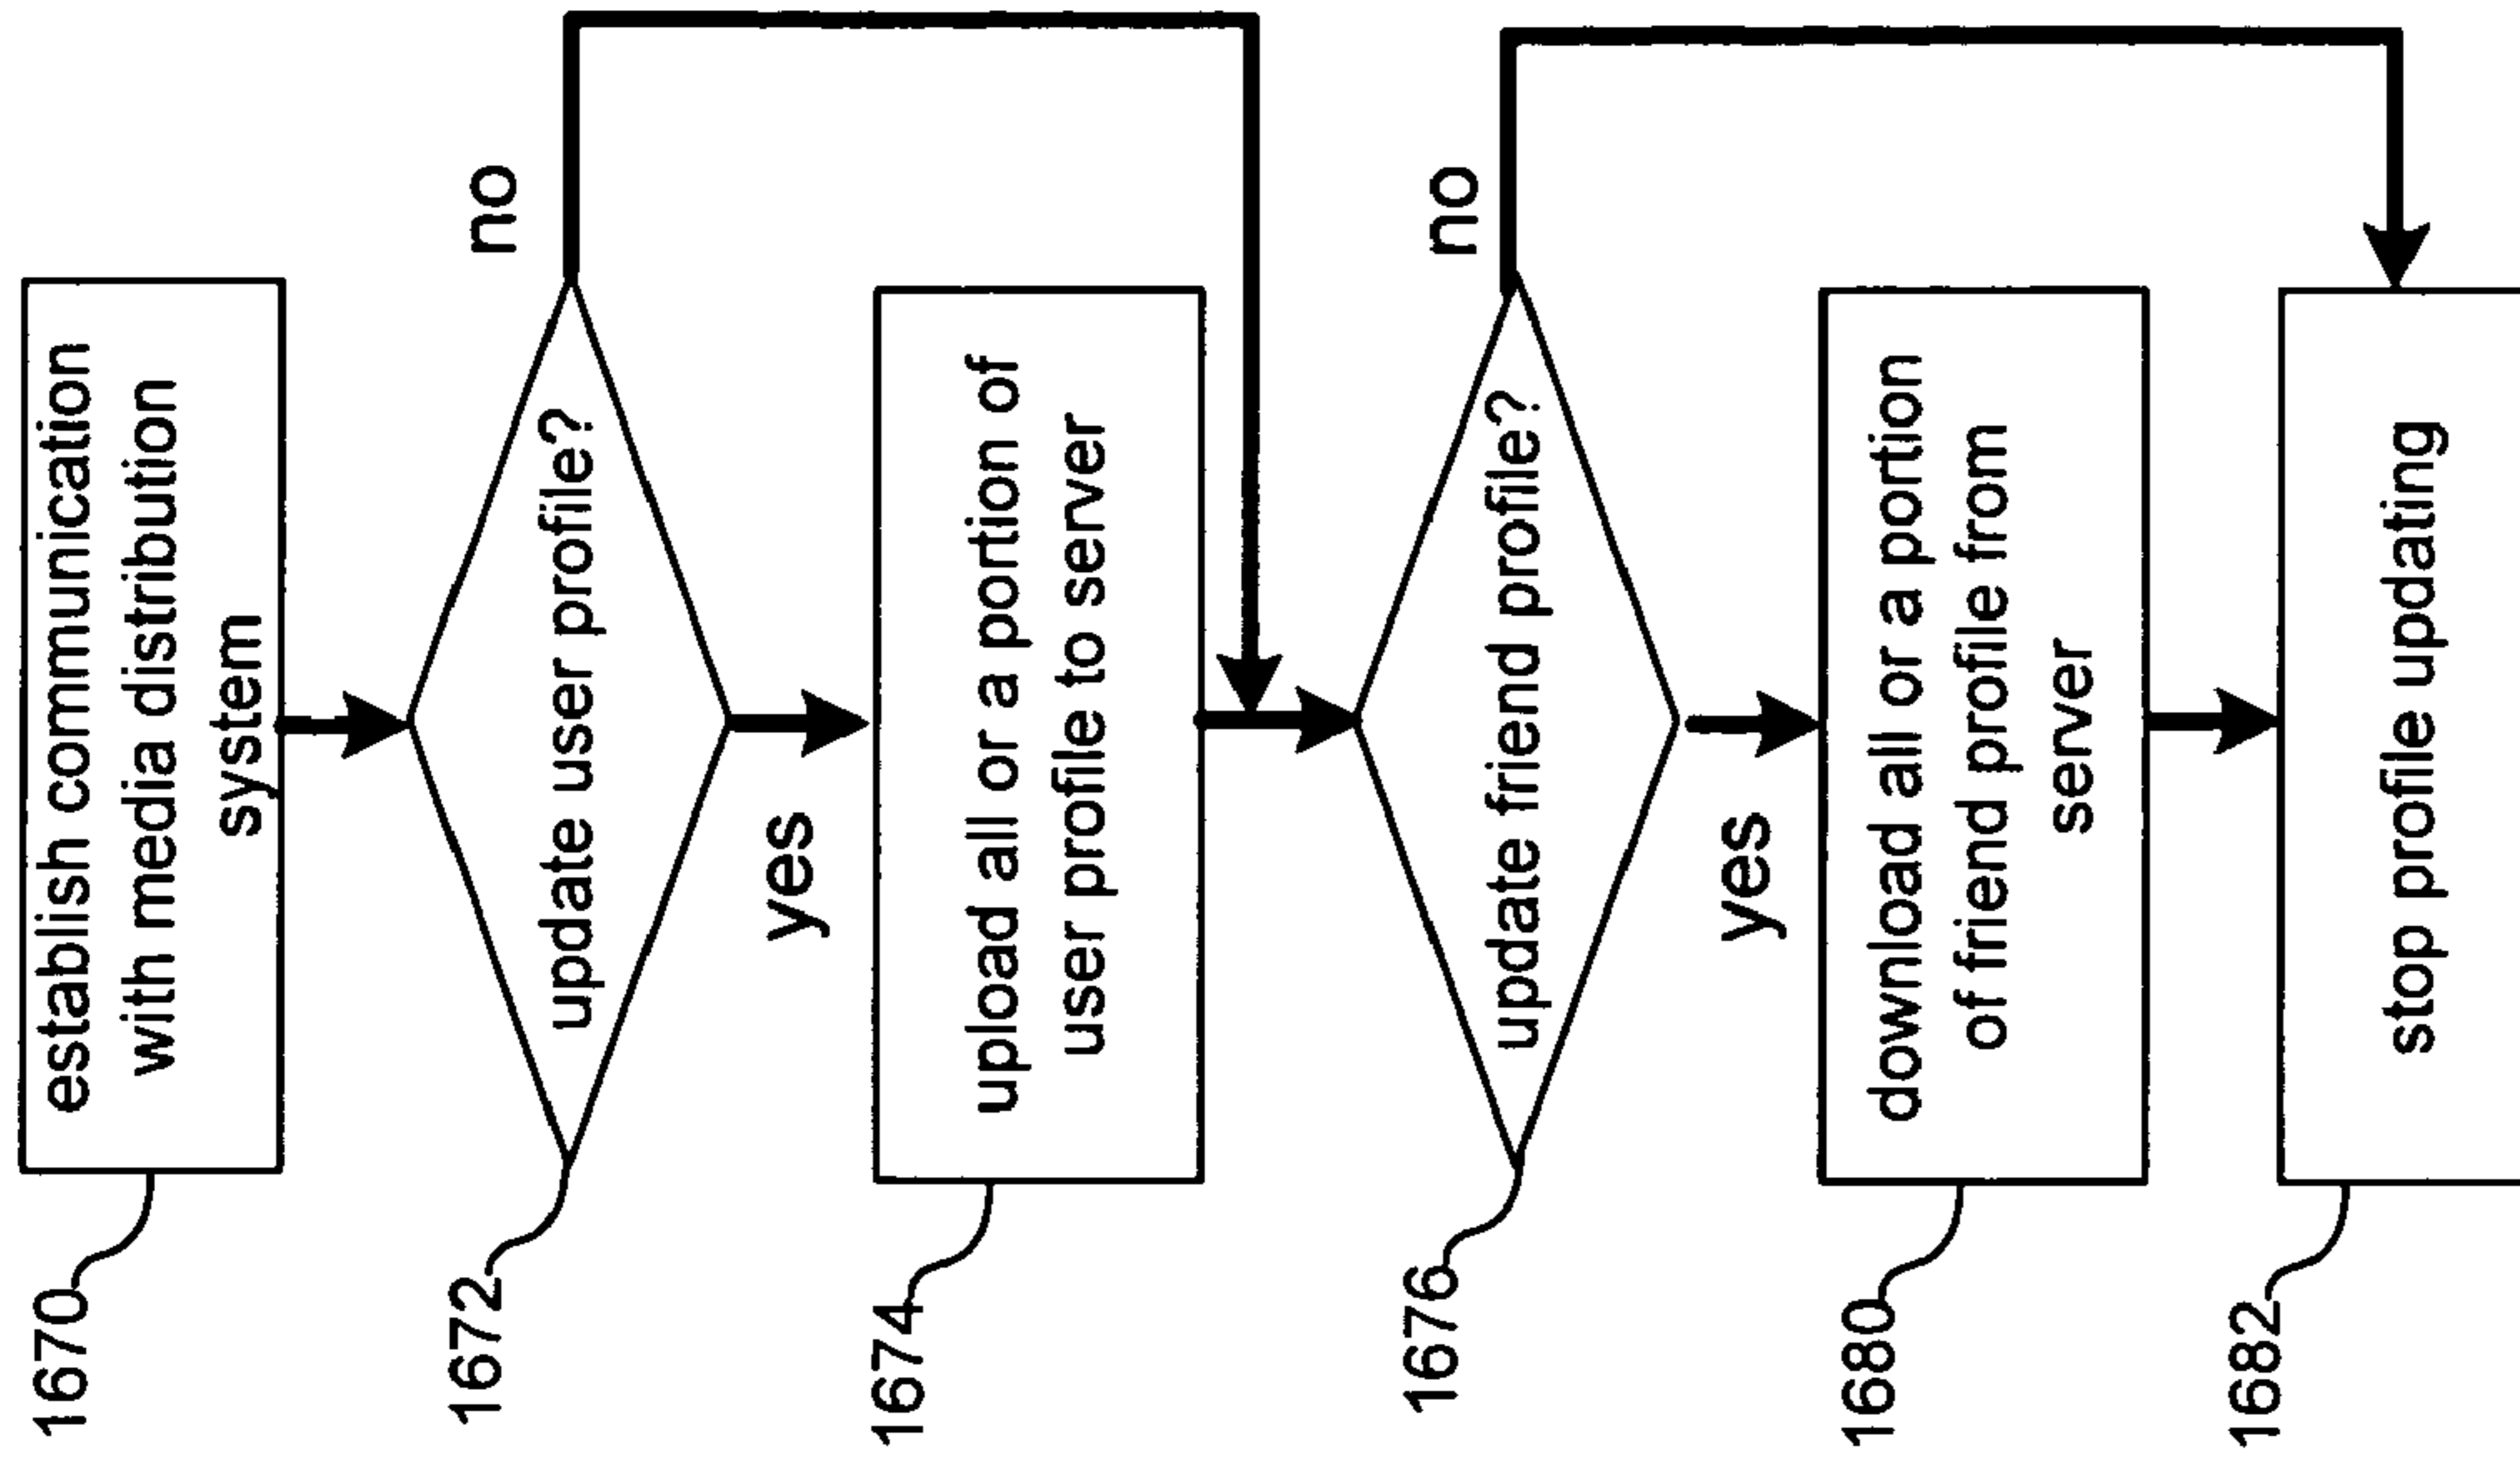 1670
establish communication
with media distribution
system
1672
update user profile?
no
yes
1674
upload all or a portion of
user profile to server
1676
update friend profile?
no
yes
1680
download all or a portion
of friend profile from
server
1682
stop profile updating